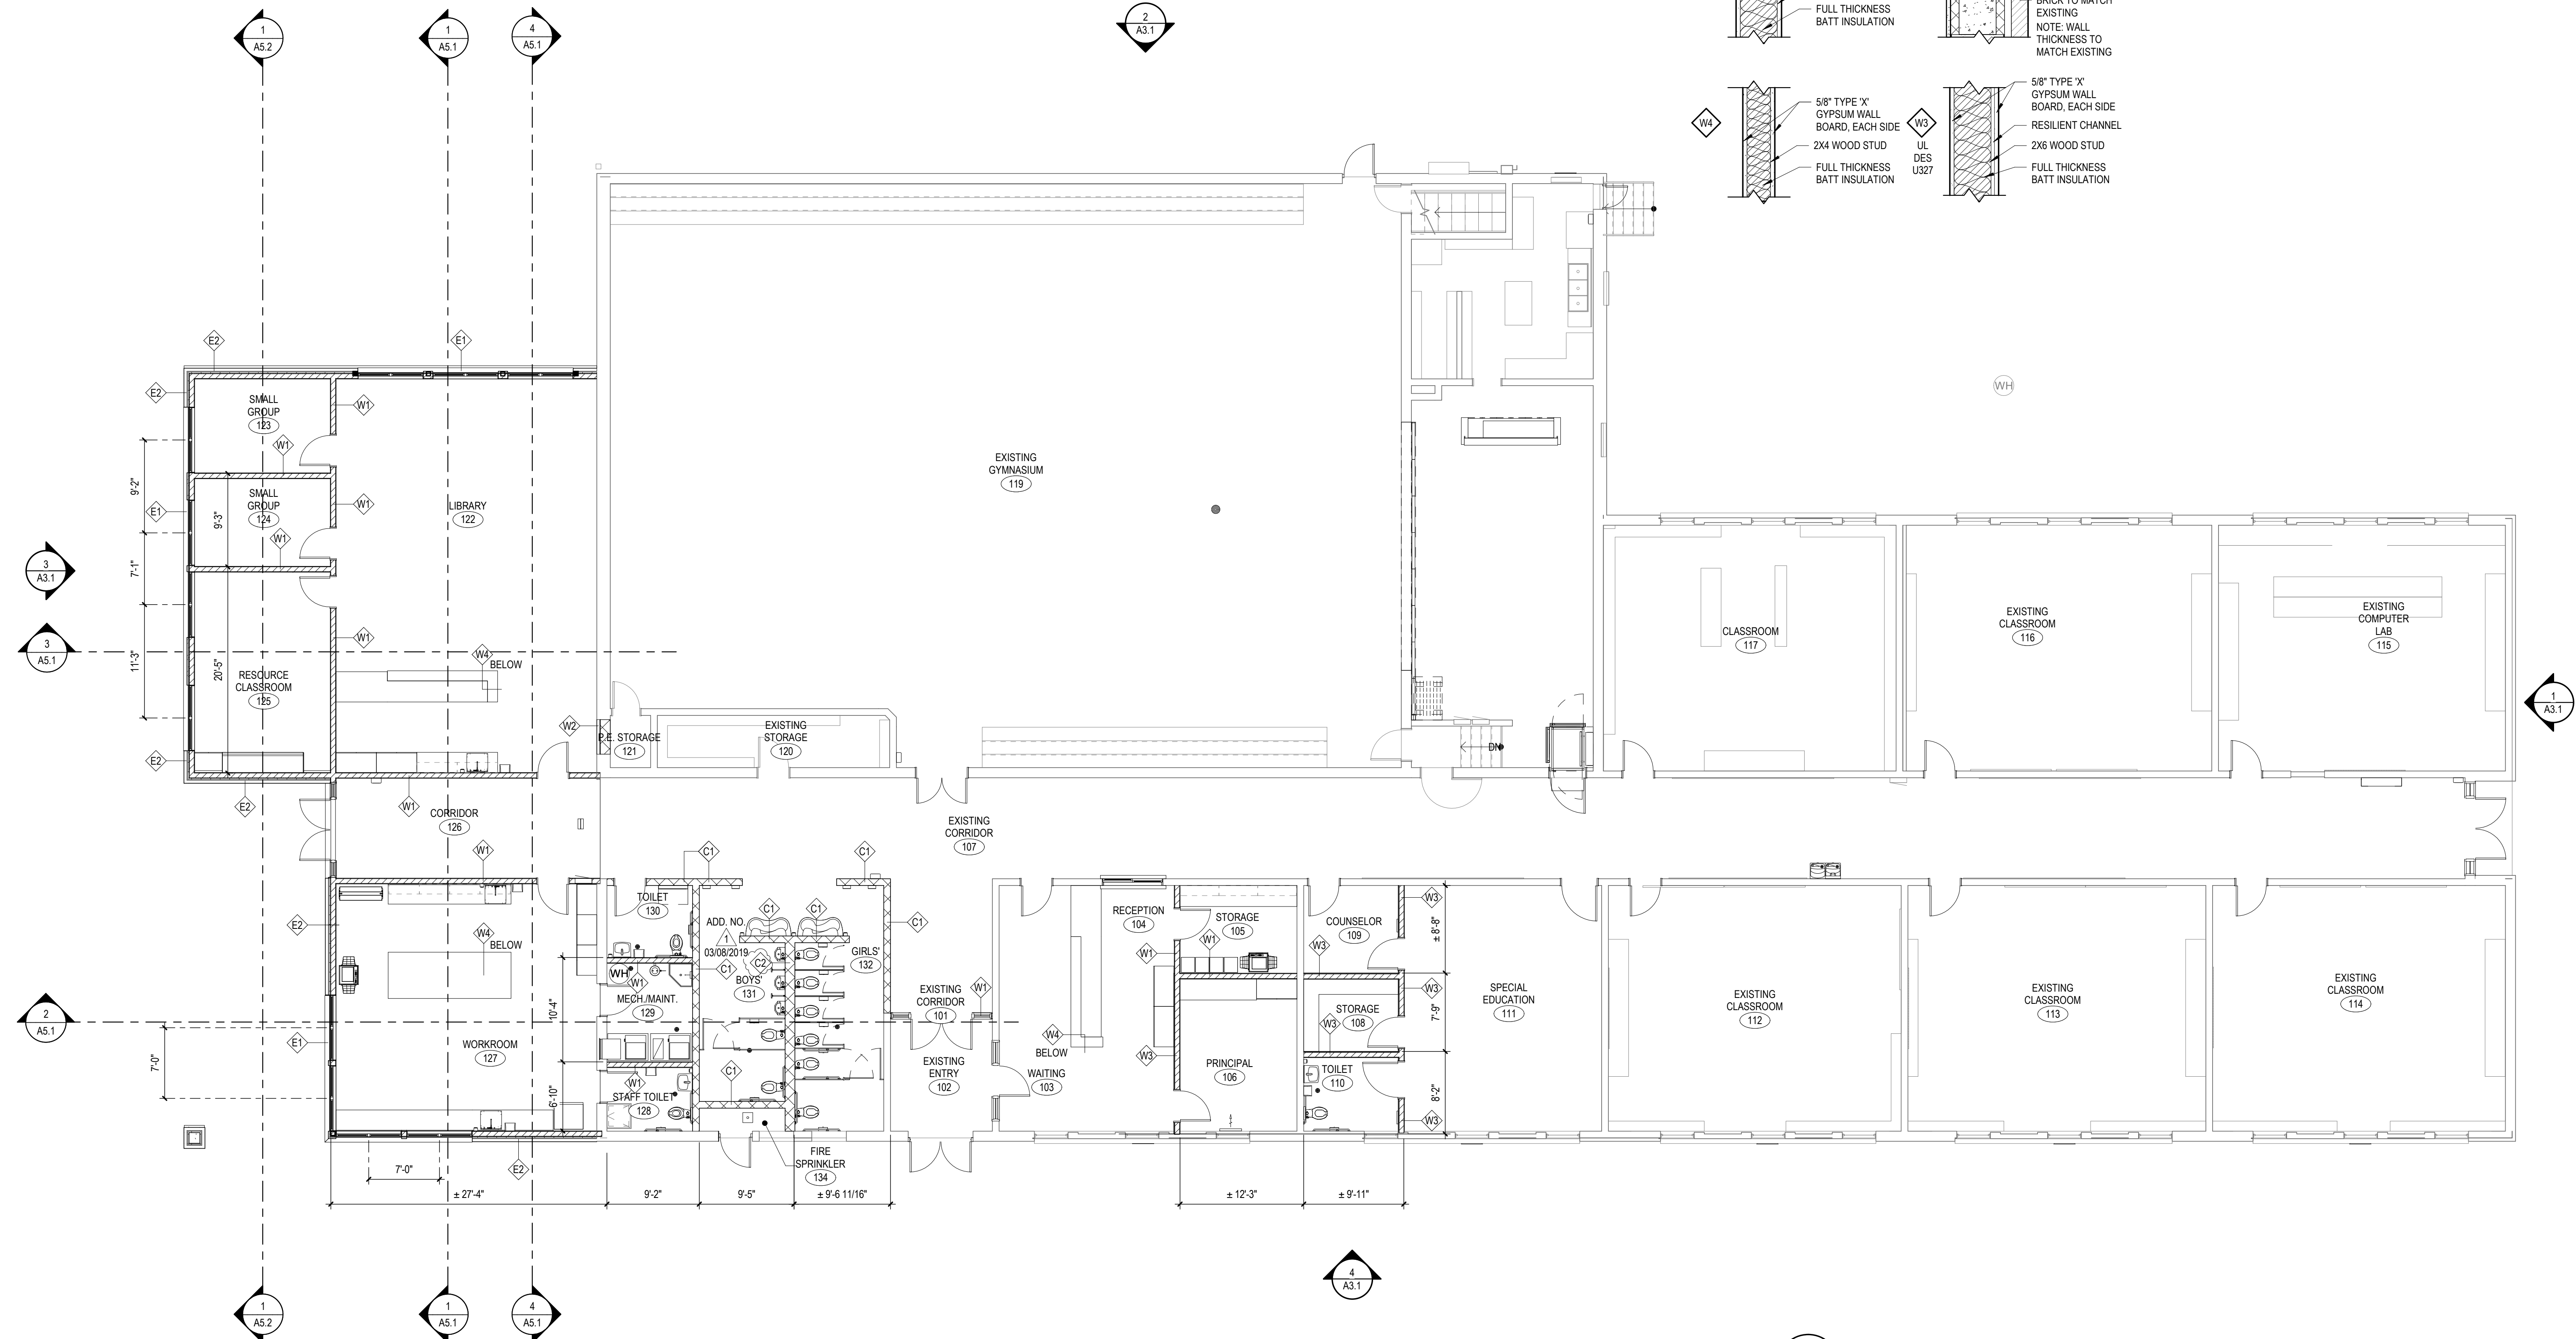 1
A5.2
1
A5.1
4
A5.1
2
A3.1
FULL THICKNESS
BATT INSULATION
BRICK TO MATCH
EXISTING
NOTE: WALL
THICKNESS TO
MATCH EXISTING
W4
5/8" TYPE 'X'
GYPSUM WALL
BOARD, EACH SIDE
2X4 WOOD STUD
FULL THICKNESS
BATT INSULATION
W3
UL
DES
U327
5/8" TYPE 'X'
GYPSUM WALL
BOARD, EACH SIDE
RESILIENT CHANNEL
2X6 WOOD STUD
FULL THICKNESS
BATT INSULATION
E2
E1
E2
SMALL
GROUP
123
W1
W1
WH
9'-2"
SMALL
GROUP
124
W1
E1
9'-3"
LIBRARY
122
EXISTING
GYMNASIUM
119
W1
3
A3.1
7'-1"
3
A5.1
11'-3"
20'-5"
W1
W4
BELOW
RESOURCE
CLASSROOM
125
CLASSROOM
117
EXISTING
CLASSROOM
116
EXISTING
COMPUTER
LAB
115
1
A3.1
W2
P.E. STORAGE
121
EXISTING
STORAGE
120
DN
E2
E2
W1
CORRIDOR
126
EXISTING
CORRIDOR
107
W1
C1
C1
E2
W4
BELOW
TOILET
130
ADD. NO.
1
03/08/2019
C1
C1
C1
GIRLS'
132
C2
C1
WH
W1
BOYS'
131
MECH./MAINT.
129
10'-4"
EXISTING
CORRIDOR
101
W1
RECEPTION
104
STORAGE
105
W1
W1
COUNSELOR
109
W3
W3
± 8'-8"
W3
STORAGE
108
W3
7'-9"
SPECIAL
EDUCATION
111
EXISTING
CLASSROOM
112
EXISTING
CLASSROOM
113
EXISTING
CLASSROOM
114
2
A5.1
E1
7'-0"
WORKROOM
127
W1
STAFF TOILET
128
6'-10"
C1
EXISTING
ENTRY
102
WAITING
103
W4
BELOW
W3
PRINCIPAL
106
TOILET
110
8'-2"
W3
7'-0"
E2
FIRE
SPRINKLER
134
± 27'-4"
9'-2"
9'-5"
± 9'-6 11/16"
± 12'-3"
± 9'-11"
4
A3.1
1
A5.2
1
A5.1
4
A5.1